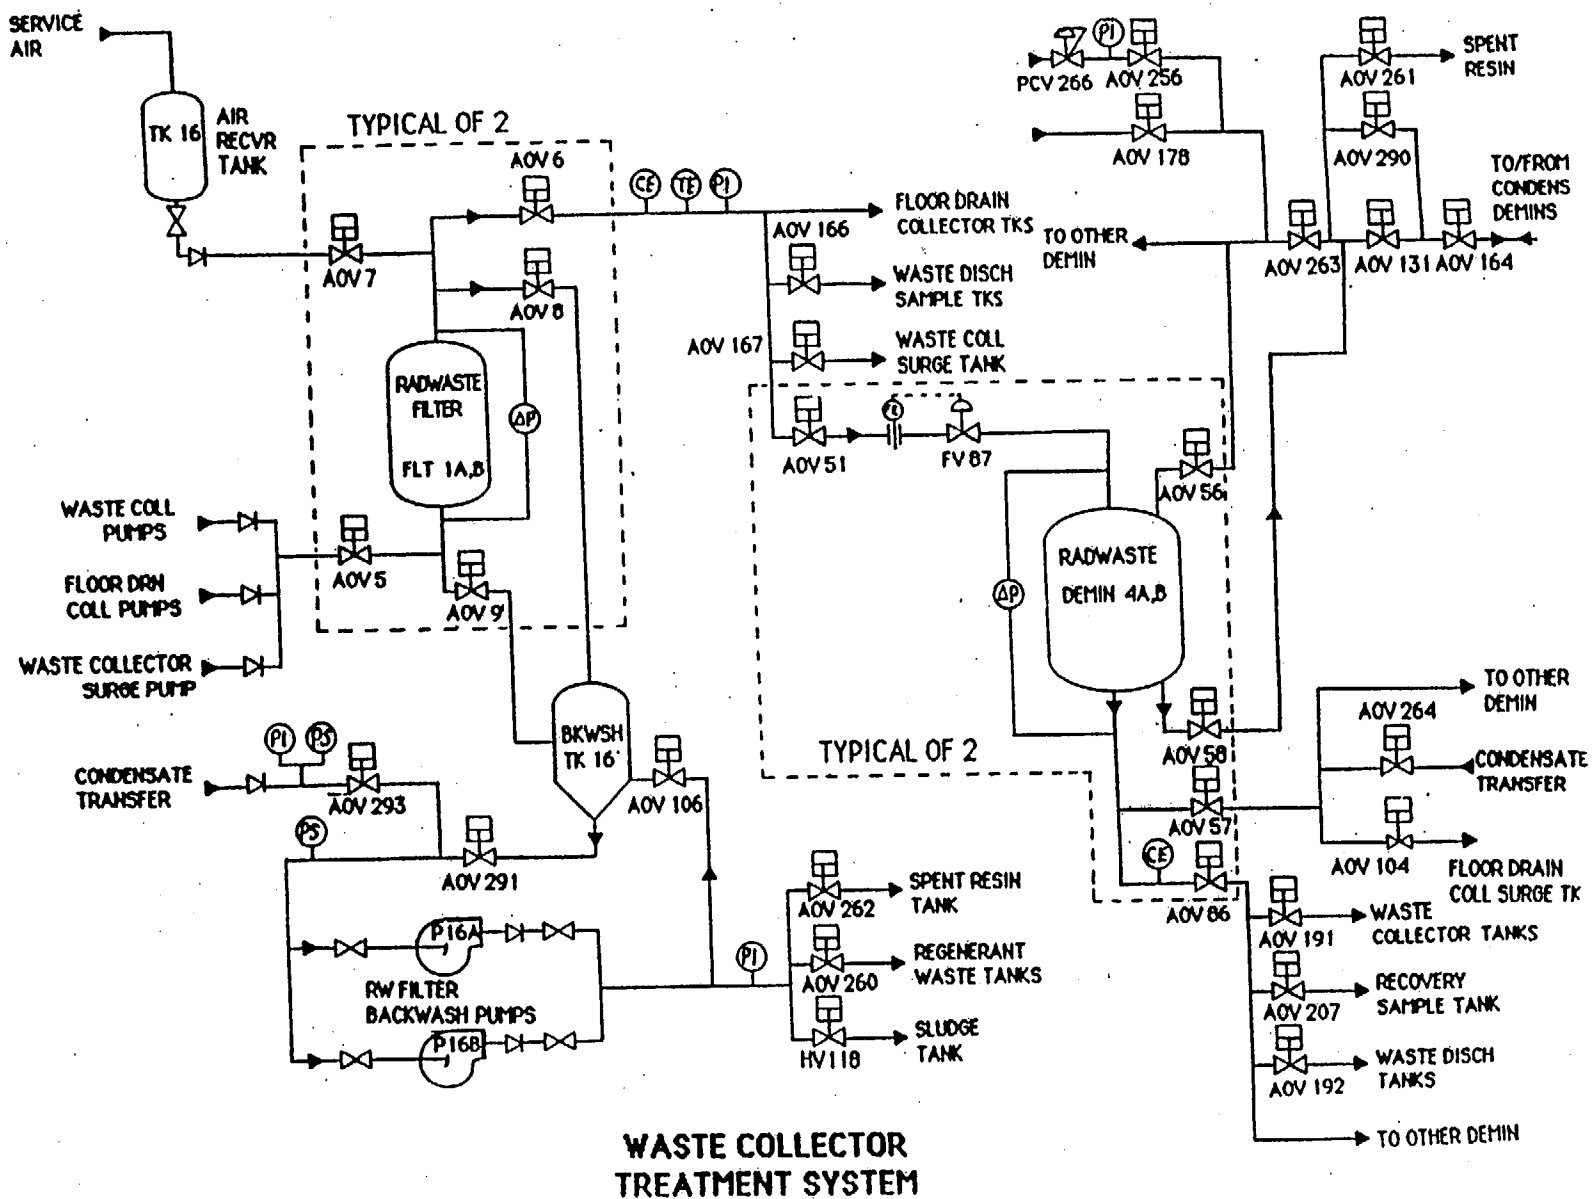 SERVICE
AIR
TK 16
AIR
RECVR
TANK
TYPICAL OF 2
AOV 6
AOV 7
AOV 8
CE
TE
PI
RADWASTE
FILTER
FLT 1A,B
ΔP
WASTE COLL
PUMPS
FLOOR DRN
COLL PUMPS
WASTE COLLECTOR
SURGE PUMP
AOV 5
AOV 9
AOV 166
FLOOR DRAIN
COLLECTOR TKS
WASTE DISCH
SAMPLE TKS
AOV 167
WASTE COLL
SURGE TANK
PCV 266
PI
AOV 256
AOV 178
AOV 261
SPENT
RESIN
AOV 290
TO/FROM
CONDENS
DEMINS
TO OTHER
DEMIN
AOV 263
AOV 131
AOV 164
AOV 51
FV 87
AOV 56
RADWASTE
DEMIN 4A,B
ΔP
TYPICAL OF 2
AOV 58
AOV 57
CE
AOV 86
TO OTHER
DEMIN
AOV 264
CONDENSATE
TRANSFER
AOV 104
FLOOR DRAIN
COLL SURGE TK
AOV 191
WASTE
COLLECTOR TANKS
AOV 207
RECOVERY
SAMPLE TANK
AOV 192
WASTE DISCH
TANKS
TO OTHER DEMIN
BKWSH
TK 16
AOV 106
PI
PS
CONDENSATE
TRANSFER
AOV 293
PS
AOV 291
P16A
RW FILTER
BACKWASH PUMPS
P16B
PI
AOV 262
SPENT RESIN
TANK
AOV 260
REGENERANT
WASTE TANKS
HV118
SLUDGE
TANK
WASTE COLLECTOR
TREATMENT SYSTEM